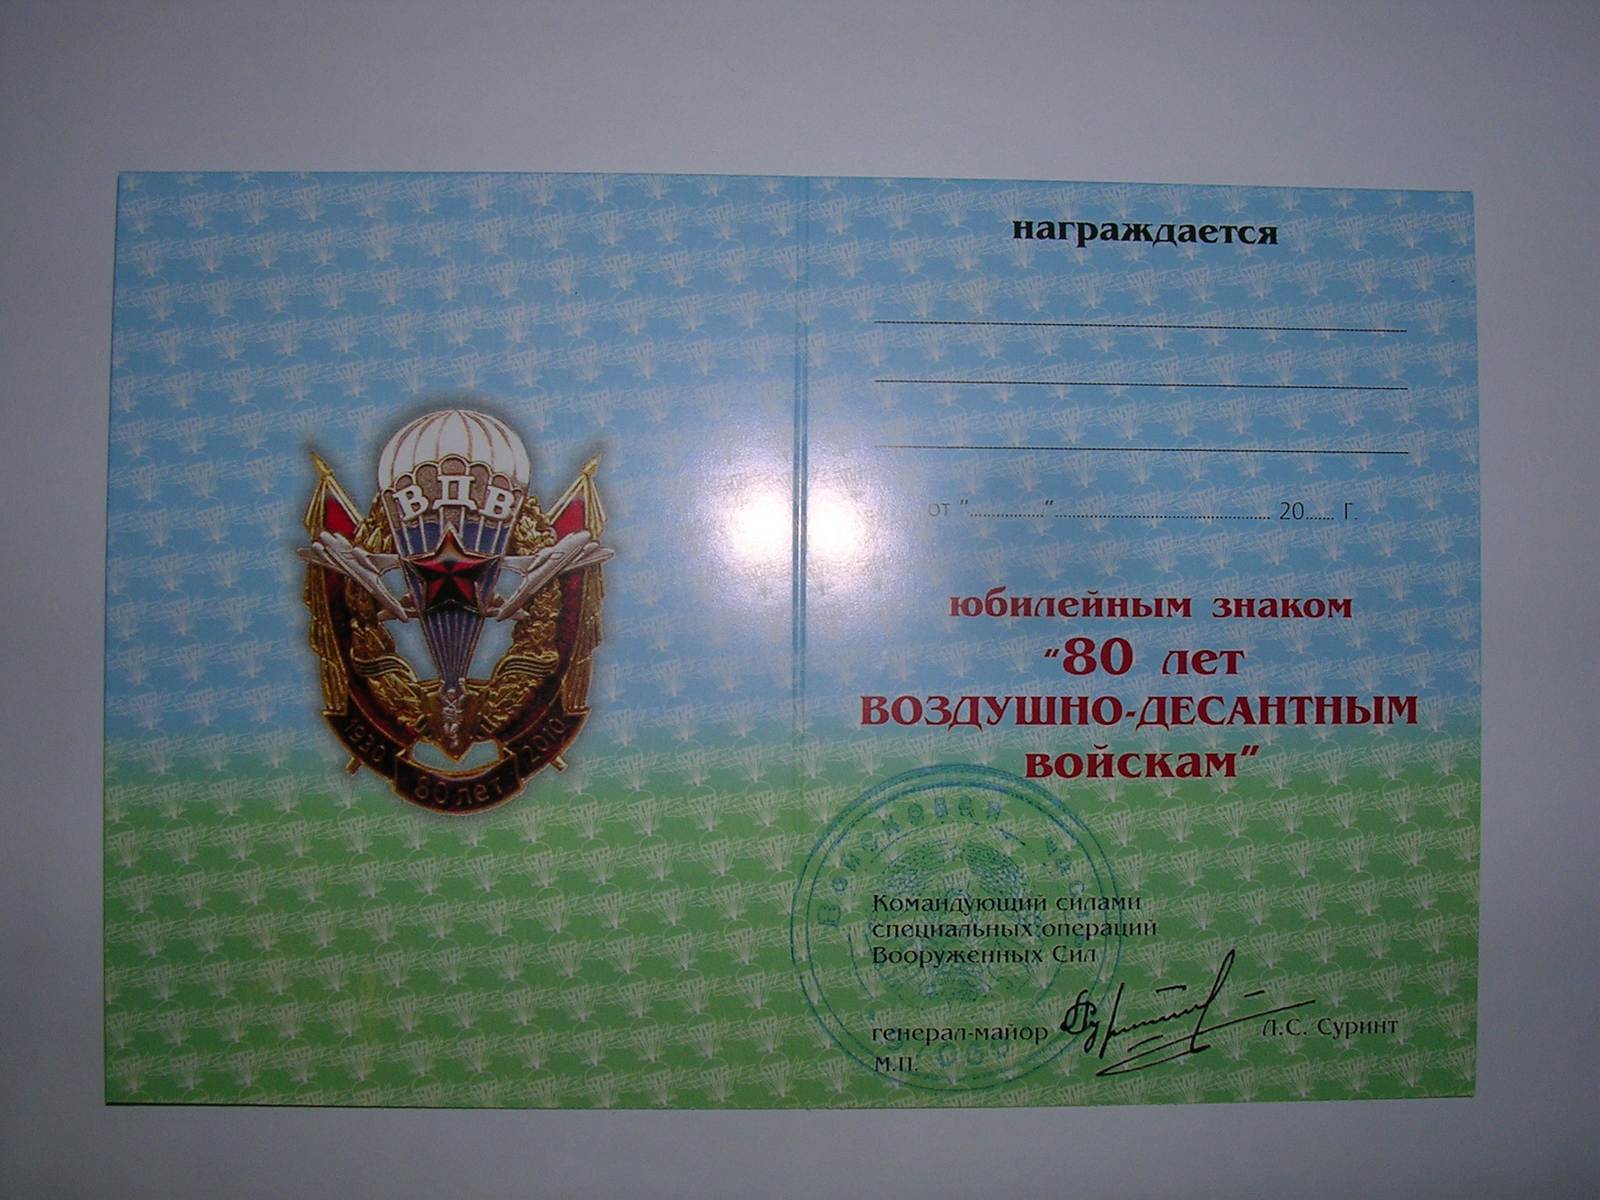 ВДВ
1930
80 лет
2010
награждается
от "................" ........................................... 20...... Г.
юбилейным знаком
"80 лет
ВОЗДУШНО-ДЕСАНТНЫМ
войскам"
Войсковая
Командующий силами
специальных операций
Вооруженных Сил
генерал-майор
Л.С. Суринт
М.П.